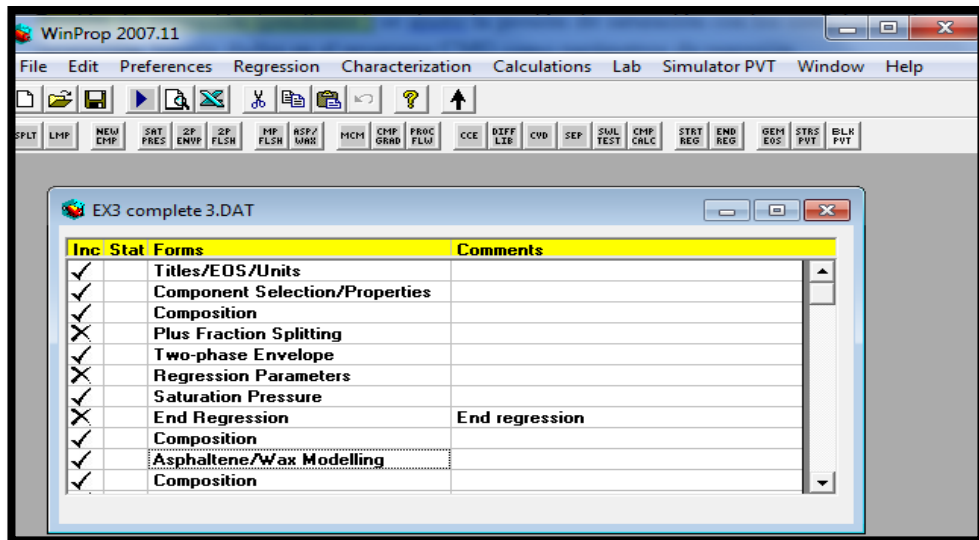 WinProp 2007.11
File Edit Preferences Regression Characterization Calculations Lab Simulator PVT Window Help
SPLT LMP NEW CMP SAT PRES 2P ENVP 2P FLSH MP FLSH ASP/ WAX MCM CMP GRAD PROC FLW CCE DIFF LIB CVD SEP SWL TEST CMP CALC STRT REG END REG GEM EOS STRS PVT BLK PVT
EX3 complete 3.DAT
Inc Stat Forms Comments
Titles/EOS/Units
Component Selection/Properties
Composition
Plus Fraction Splitting
Two-phase Envelope
Regression Parameters
Saturation Pressure
End Regression End regression
Composition
Asphaltene/Wax Modelling
Composition